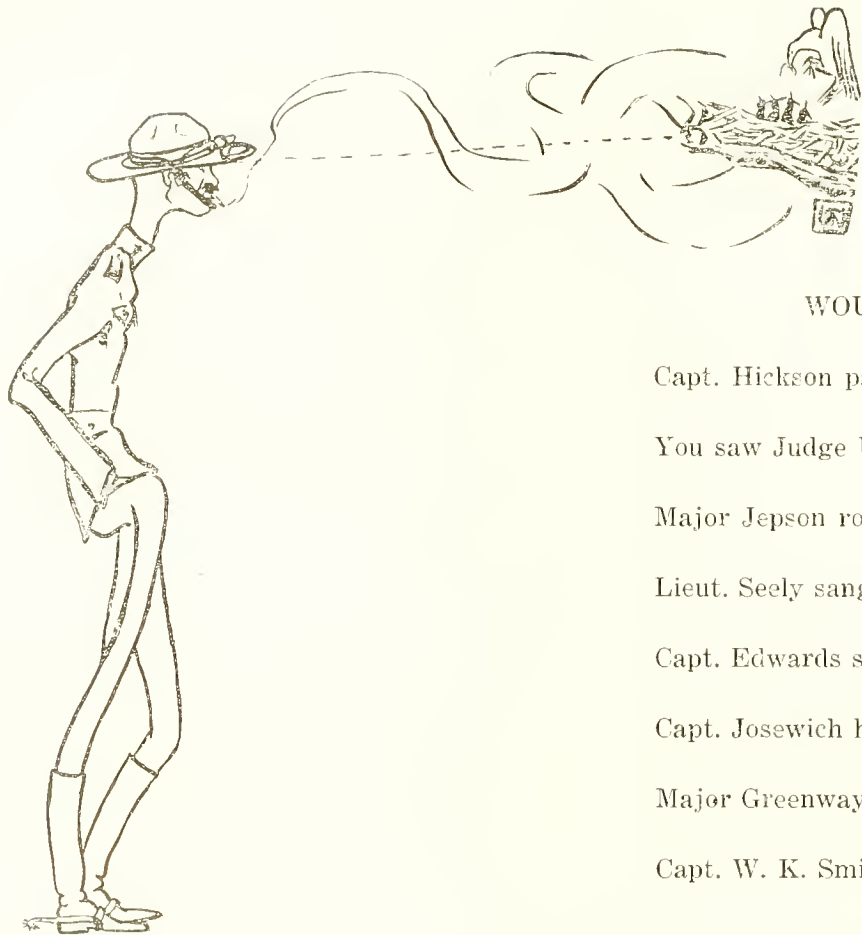 WOU
Capt. Hickson p
You saw Judge
Major Jepson ro
Lieut. Seely sang
Capt. Edwards s
Capt. Josewich h
Major Greenway
Capt. W. K. Smi